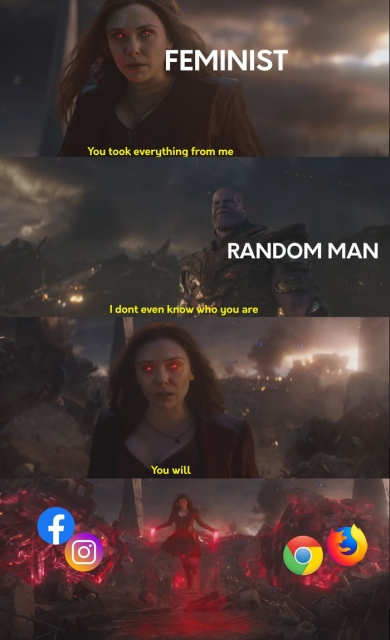 FEMINIST
You took everything from me
RANDOM MAN
I dont even know who you are
You will